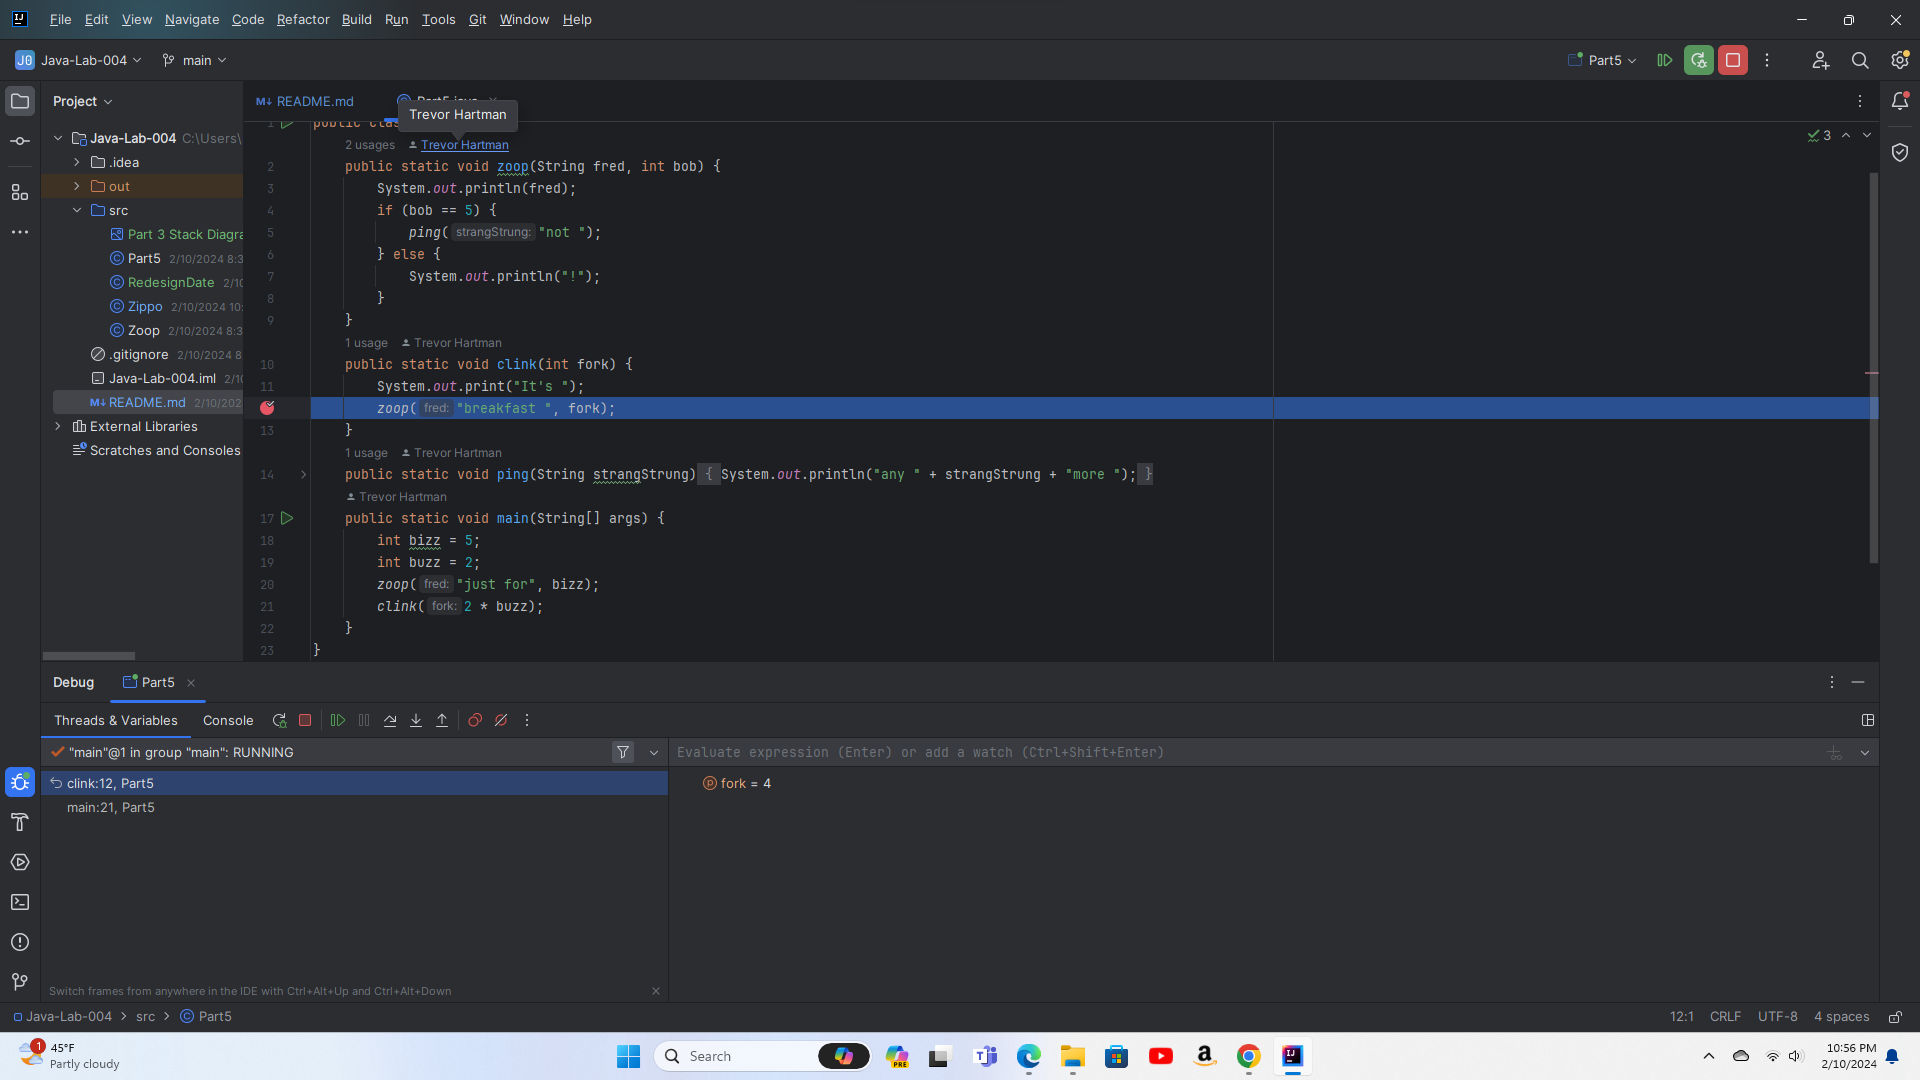 File Edit View Navigate Code Refactor Build Run Tools Git Window Help
J0 Java-Lab-004 main Part5
Project README.md
Trevor Hartman
Java-Lab-004 C:\Users\
.idea
out
src
Part 3 Stack Diagra
Part5 2/10/2024 8:3
RedesignDate 2/10
Zippo 2/10/2024 10:
Zoop 2/10/2024 8:3
.gitignore 2/10/2024 8
Java-Lab-004.iml 2/10
README.md 2/10/202
External Libraries
Scratches and Consoles
3
2 usages Trevor Hartman
2 public static void zoop(String fred, int bob) {
3 System.out.println(fred);
4 if (bob == 5) {
5 ping( strangStrung: "not ");
6 } else {
7 System.out.println("!");
8 }
9 }
1 usage Trevor Hartman
10 public static void clink(int fork) {
11 System.out.print("It's ");
zoop( fred: "breakfast ", fork);
13 }
1 usage Trevor Hartman
14 public static void ping(String strangStrung) { System.out.println("any " + strangStrung + "more "); }
Trevor Hartman
17 public static void main(String[] args) {
18 int bizz = 5;
19 int buzz = 2;
20 zoop( fred: "just for", bizz);
21 clink( fork: 2 * buzz);
22 }
23 }
Debug Part5
Threads & Variables Console
"main"@1 in group "main": RUNNING
Evaluate expression (Enter) or add a watch (Ctrl+Shift+Enter)
clink:12, Part5
main:21, Part5
fork = 4
Switch frames from anywhere in the IDE with Ctrl+Alt+Up and Ctrl+Alt+Down
Java-Lab-004 > src > Part5 12:1 CRLF UTF-8 4 spaces
1 45°F
Partly cloudy
Search
PRE
10:56 PM
2/10/2024